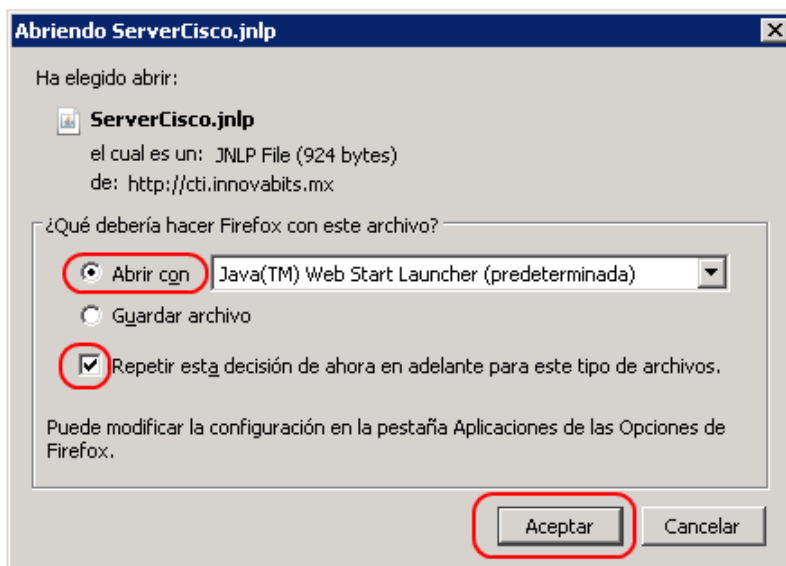 Abriendo ServerCisco.jnlp
Ha elegido abrir:
ServerCisco.jnlp
el cual es un: JNLP File (924 bytes)
de: http://cti.innovabits.mx
¿Qué debería hacer Firefox con este archivo?
Abrir con Java(TM) Web Start Launcher (predeterminada)
Guardar archivo
Repetir esta decisión de ahora en adelante para este tipo de archivos.
Puede modificar la configuración en la pestaña Aplicaciones de las Opciones de
Firefox.
Aceptar Cancelar